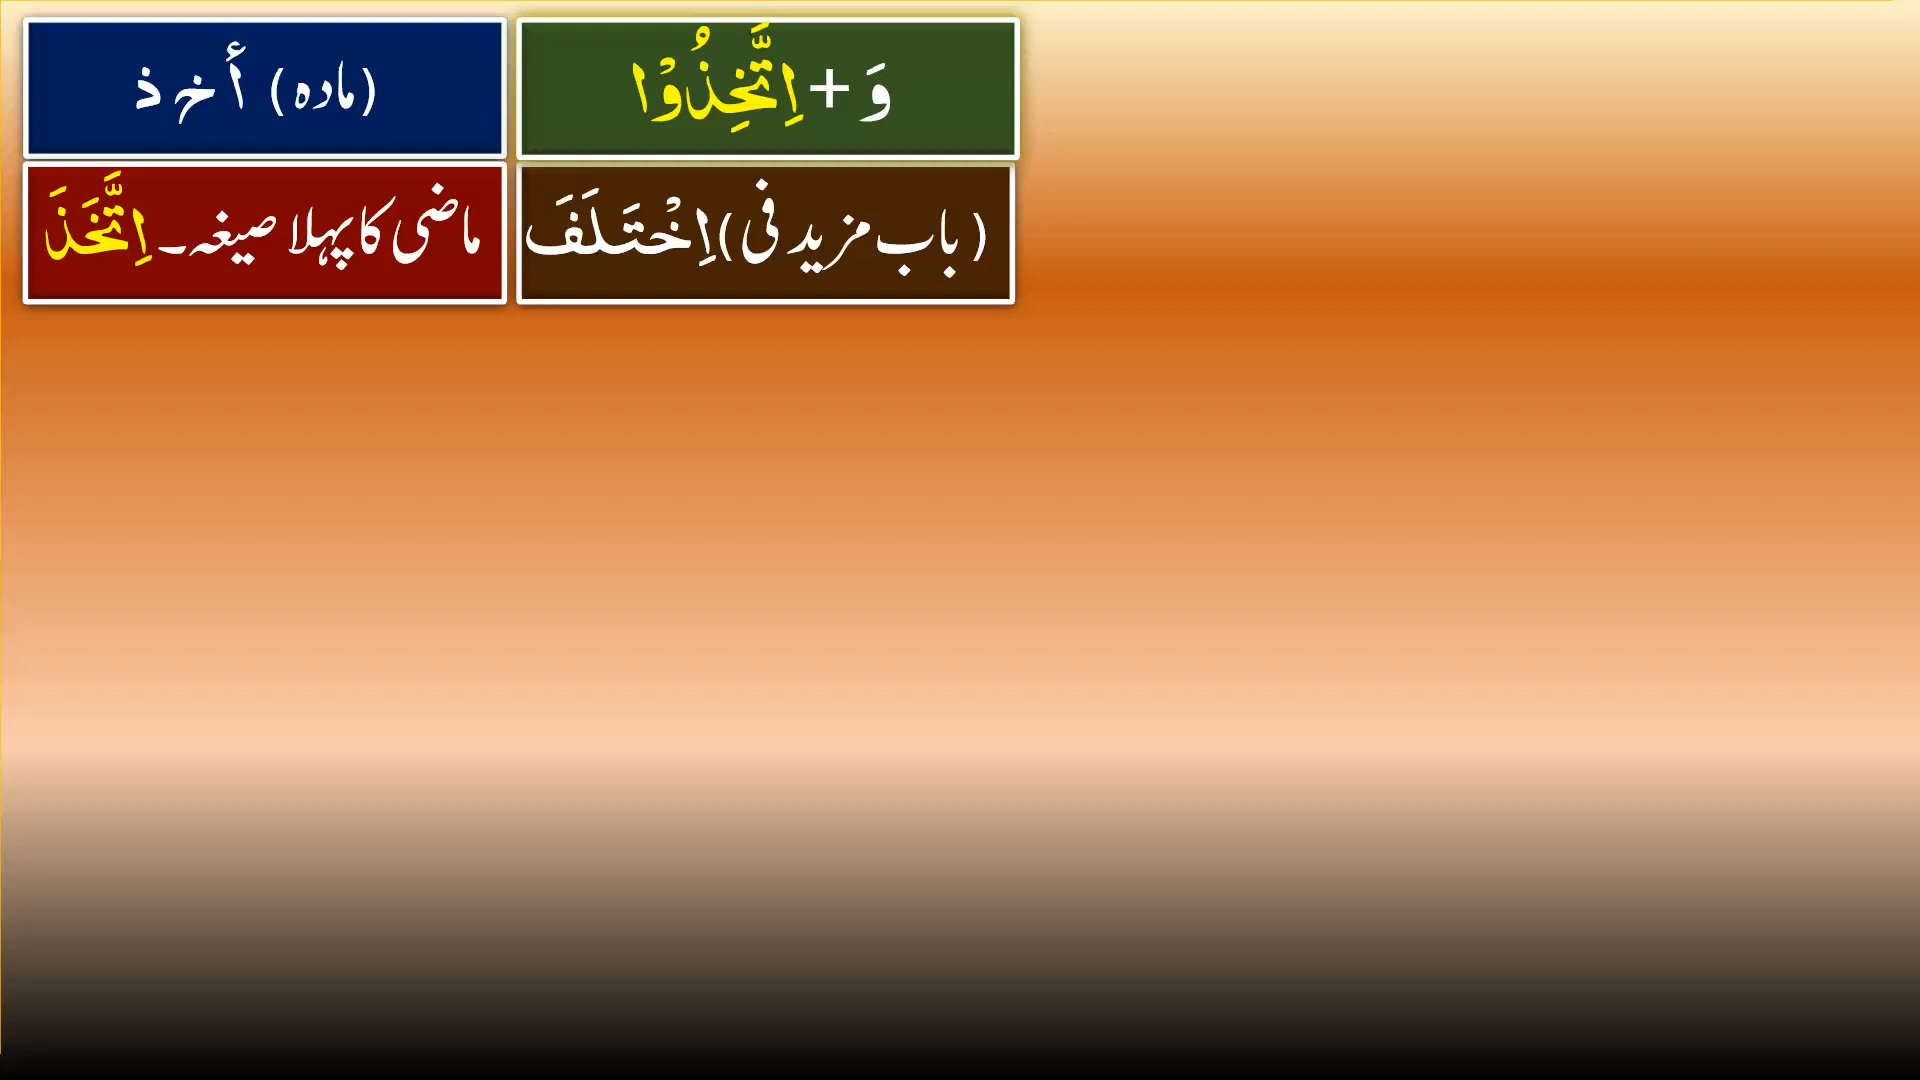 وَ + اِتَّخِذُوْا
(مادہ) أ خ ذ
(باب مزید فی) اِخْتَلَفَ
ماضی کا پہلا صیغہ ۔ اِتَّخَذَ